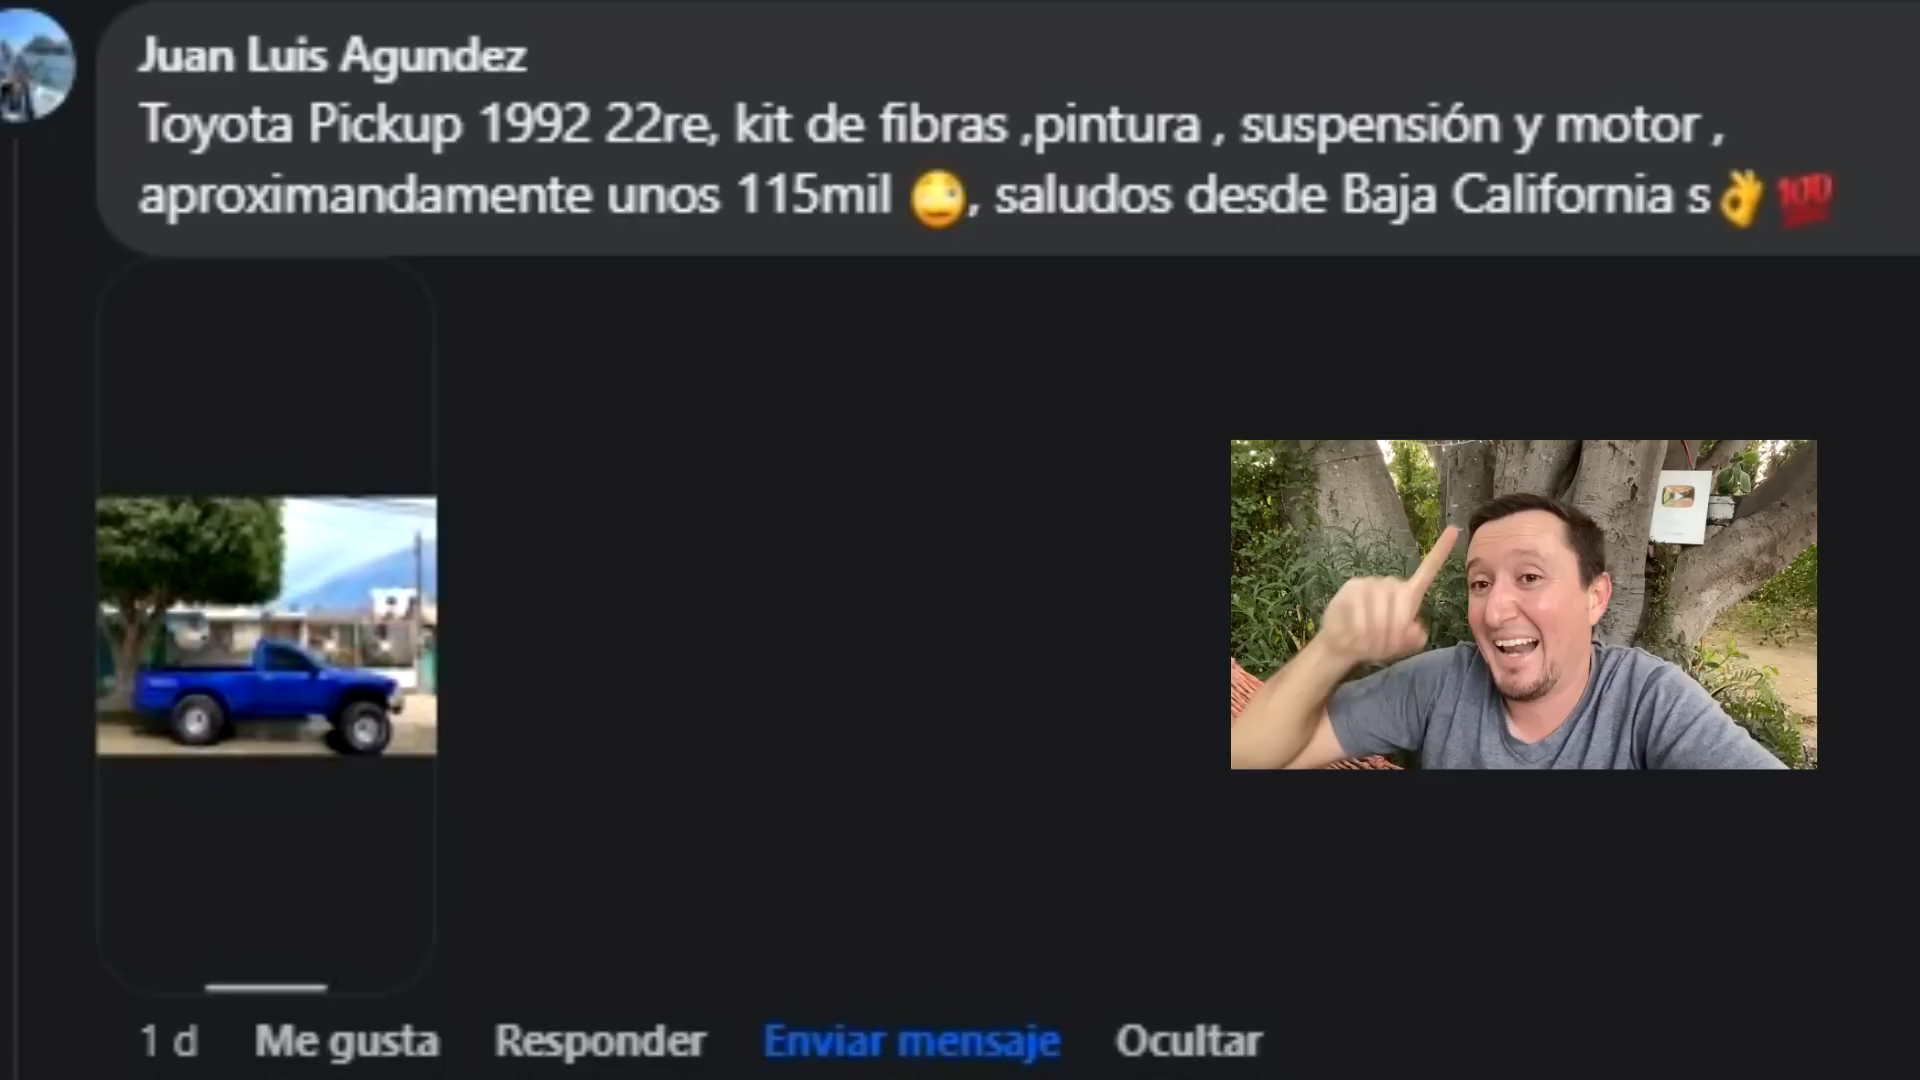 Juan Luis Agundez
Toyota Pickup 1992 22re, kit de fibras ,pintura , suspensión y motor ,
aproximandamente unos 115mil 😳, saludos desde Baja California s👌💯
1 d Me gusta Responder Enviar mensaje Ocultar